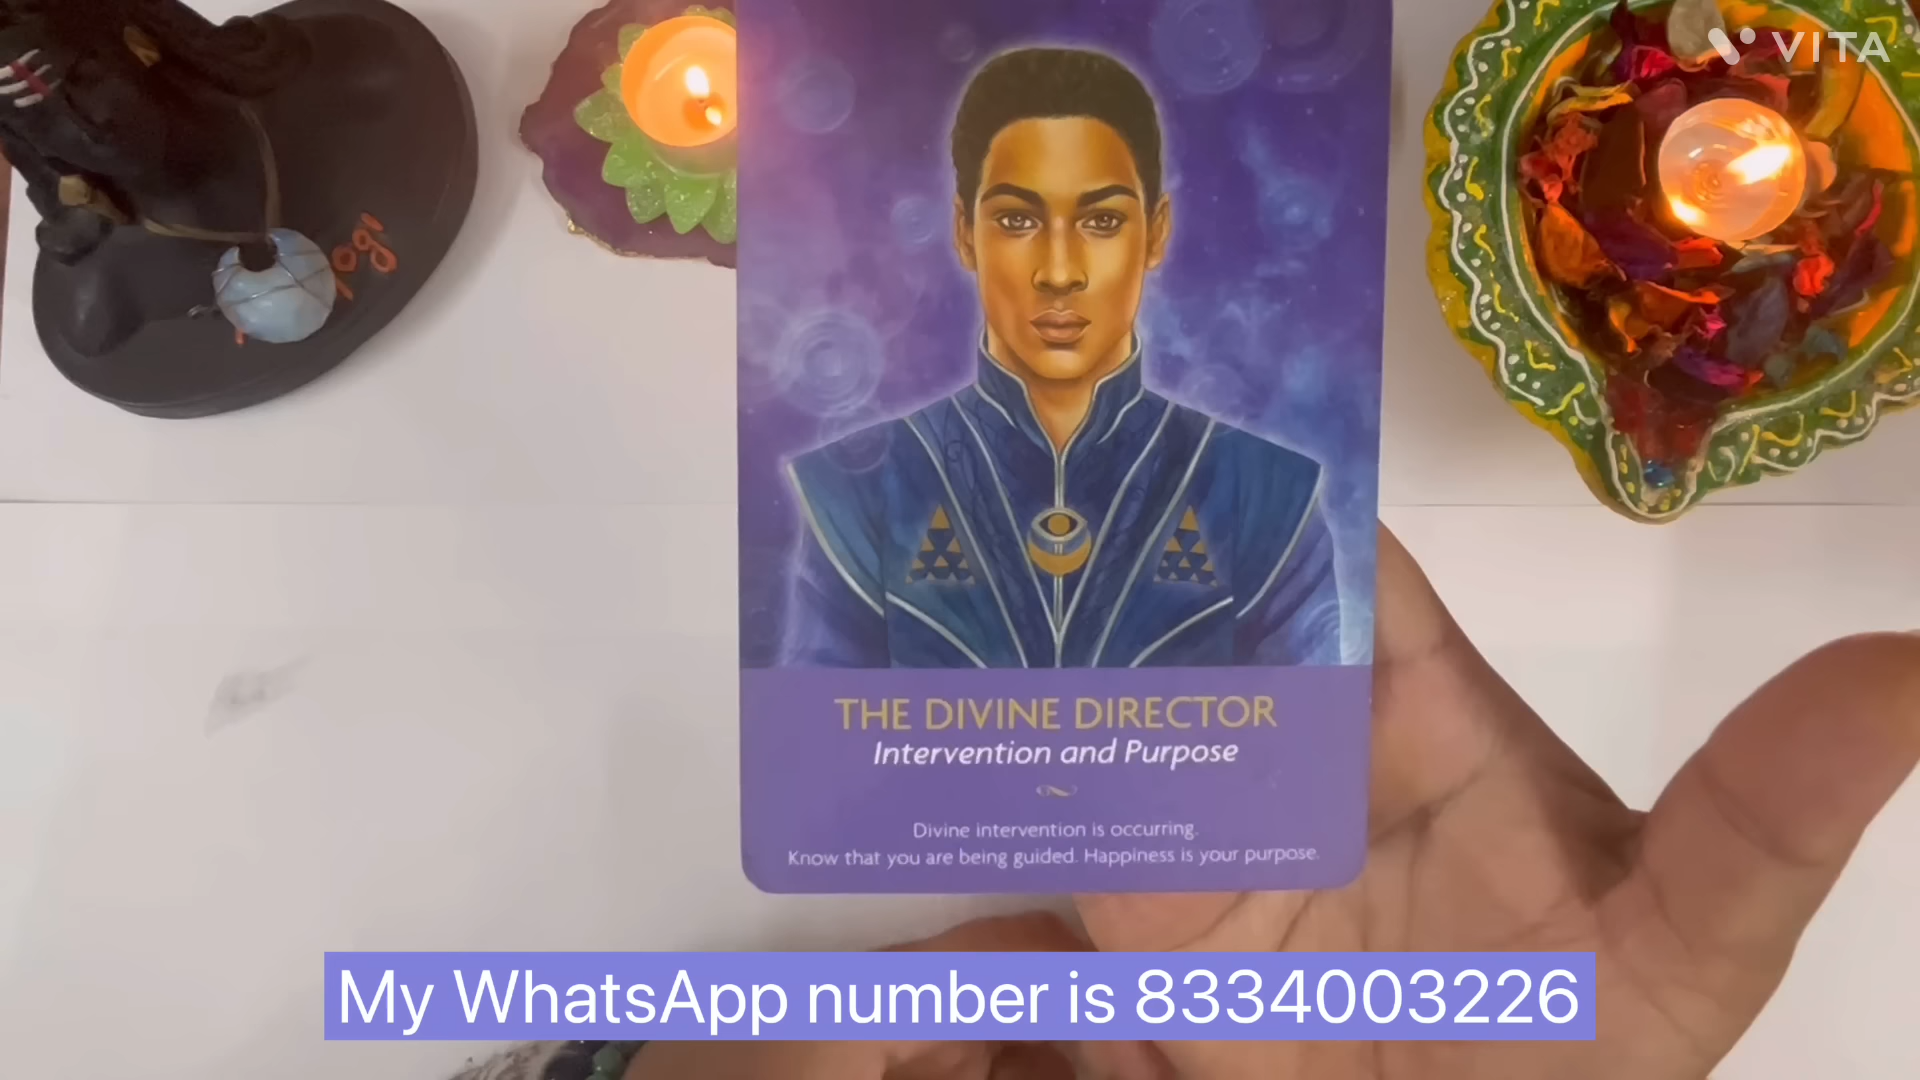 VITA
yogi
THE DIVINE DIRECTOR
Intervention and Purpose
Divine intervention is occurring.
Know that you are being guided. Happiness is your purpose.
My WhatsApp number is 8334003226